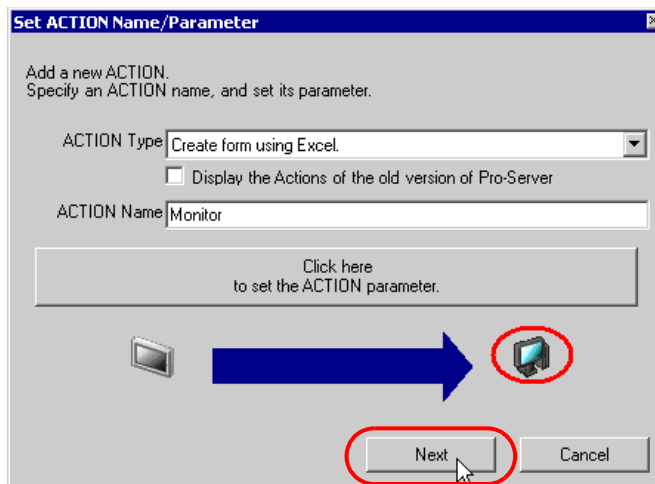 Set ACTION Name/Parameter
Add a new ACTION.
Specify an ACTION name, and set its parameter.
ACTION Type Create form using Excel.
Display the Actions of the old version of Pro-Server
ACTION Name Monitor
Click here
to set the ACTION parameter.
Next Cancel